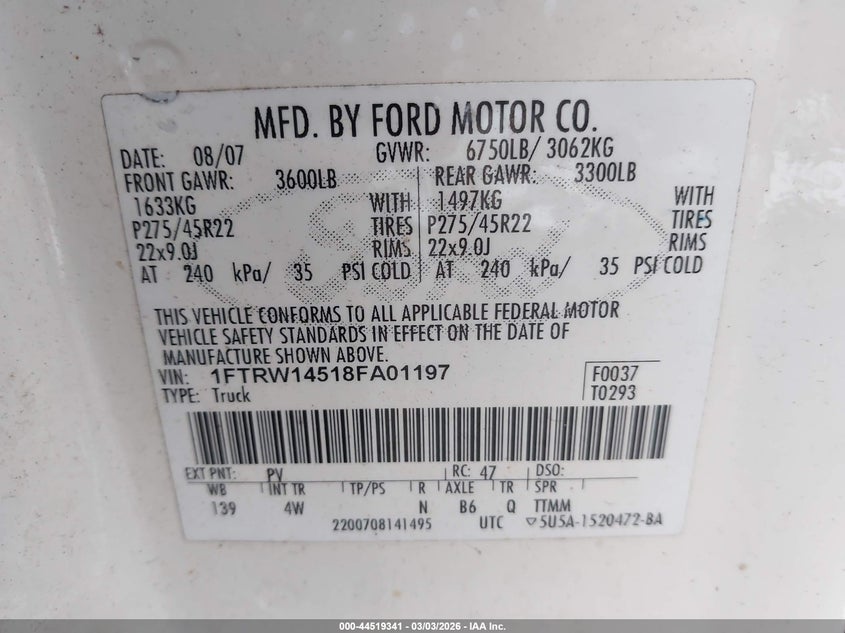 MFD. BY FORD MOTOR CO.
DATE: 08/07 GVWR: 6750LB/ 3062KG
FRONT GAWR: 3600LB REAR GAWR: 3300LB
1633KG WITH 1497KG WITH
P275/45R22 TIRES P275/45R22 TIRES
22x9.0J RIMS 22x9.0J RIMS
AT 240 kPa/ 35 PSI COLD AT 240 kPa/ 35 PSI COLD
THIS VEHICLE CONFORMS TO ALL APPLICABLE FEDERAL MOTOR
VEHICLE SAFETY STANDARDS IN EFFECT ON THE DATE OF
MANUFACTURE SHOWN ABOVE.
VIN: 1FTRW14518FA01197 F0037
TYPE: Truck T0293
EXT PNT: PV RC: 47 DSO:
WB INT TR TP/PS R AXLE TR SPR
139 4W N B6 Q TTMM
2200708141495 UTC ▽5U5A-1520472-BA
000-44519341 | 03/03/2026 - IAA Inc.